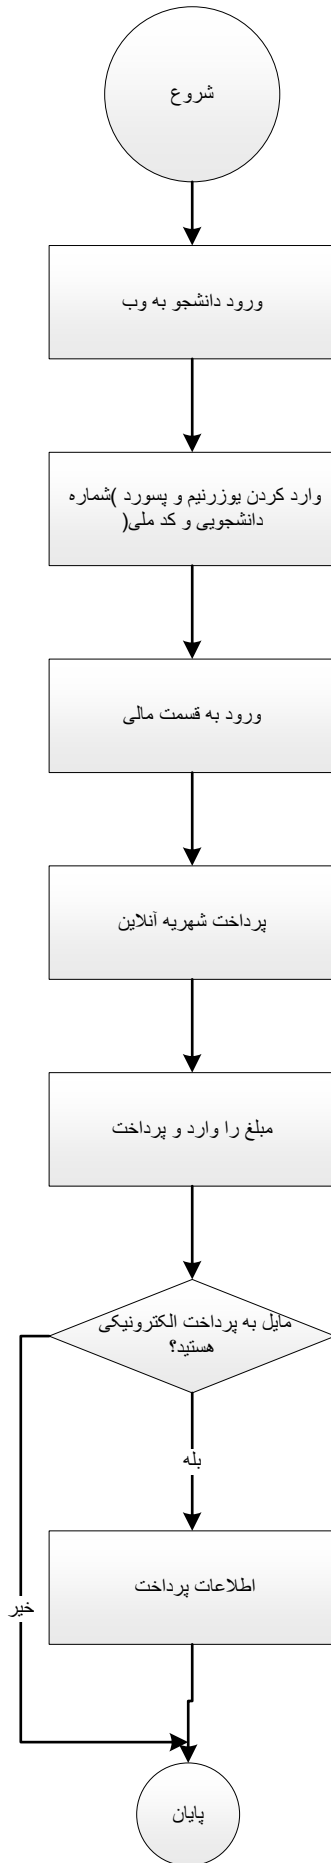 شروع
ورود دانشجو به وب
وارد کردن یوزرنیم و پسورد )شماره
دانشجویی و کد ملی(
ورود به قسمت مالی
پرداخت شهریه آنلاین
مبلغ را وارد و پرداخت
مایل به پرداخت الکترونیکی
هستید؟
بله
اطلاعات پرداخت
خیر
پایان